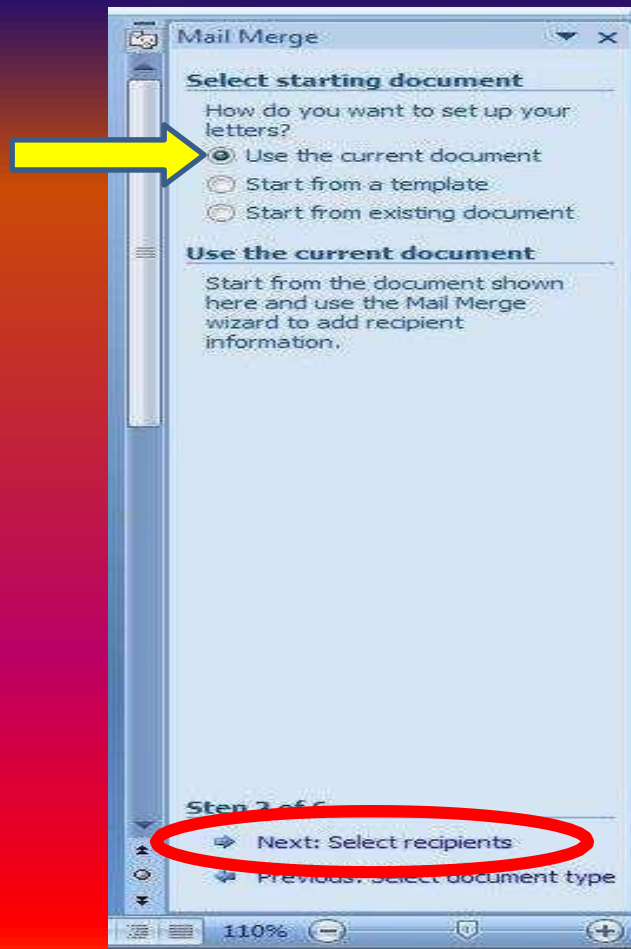 Mail Merge
Select starting document
How do you want to set up your
letters?
Use the current document
Start from a template
Start from existing document
Use the current document
Start from the document shown
here and use the Mail Merge
wizard to add recipient
information.
Step 2 of 6
Next: Select recipients
Previous: Select document type
110%